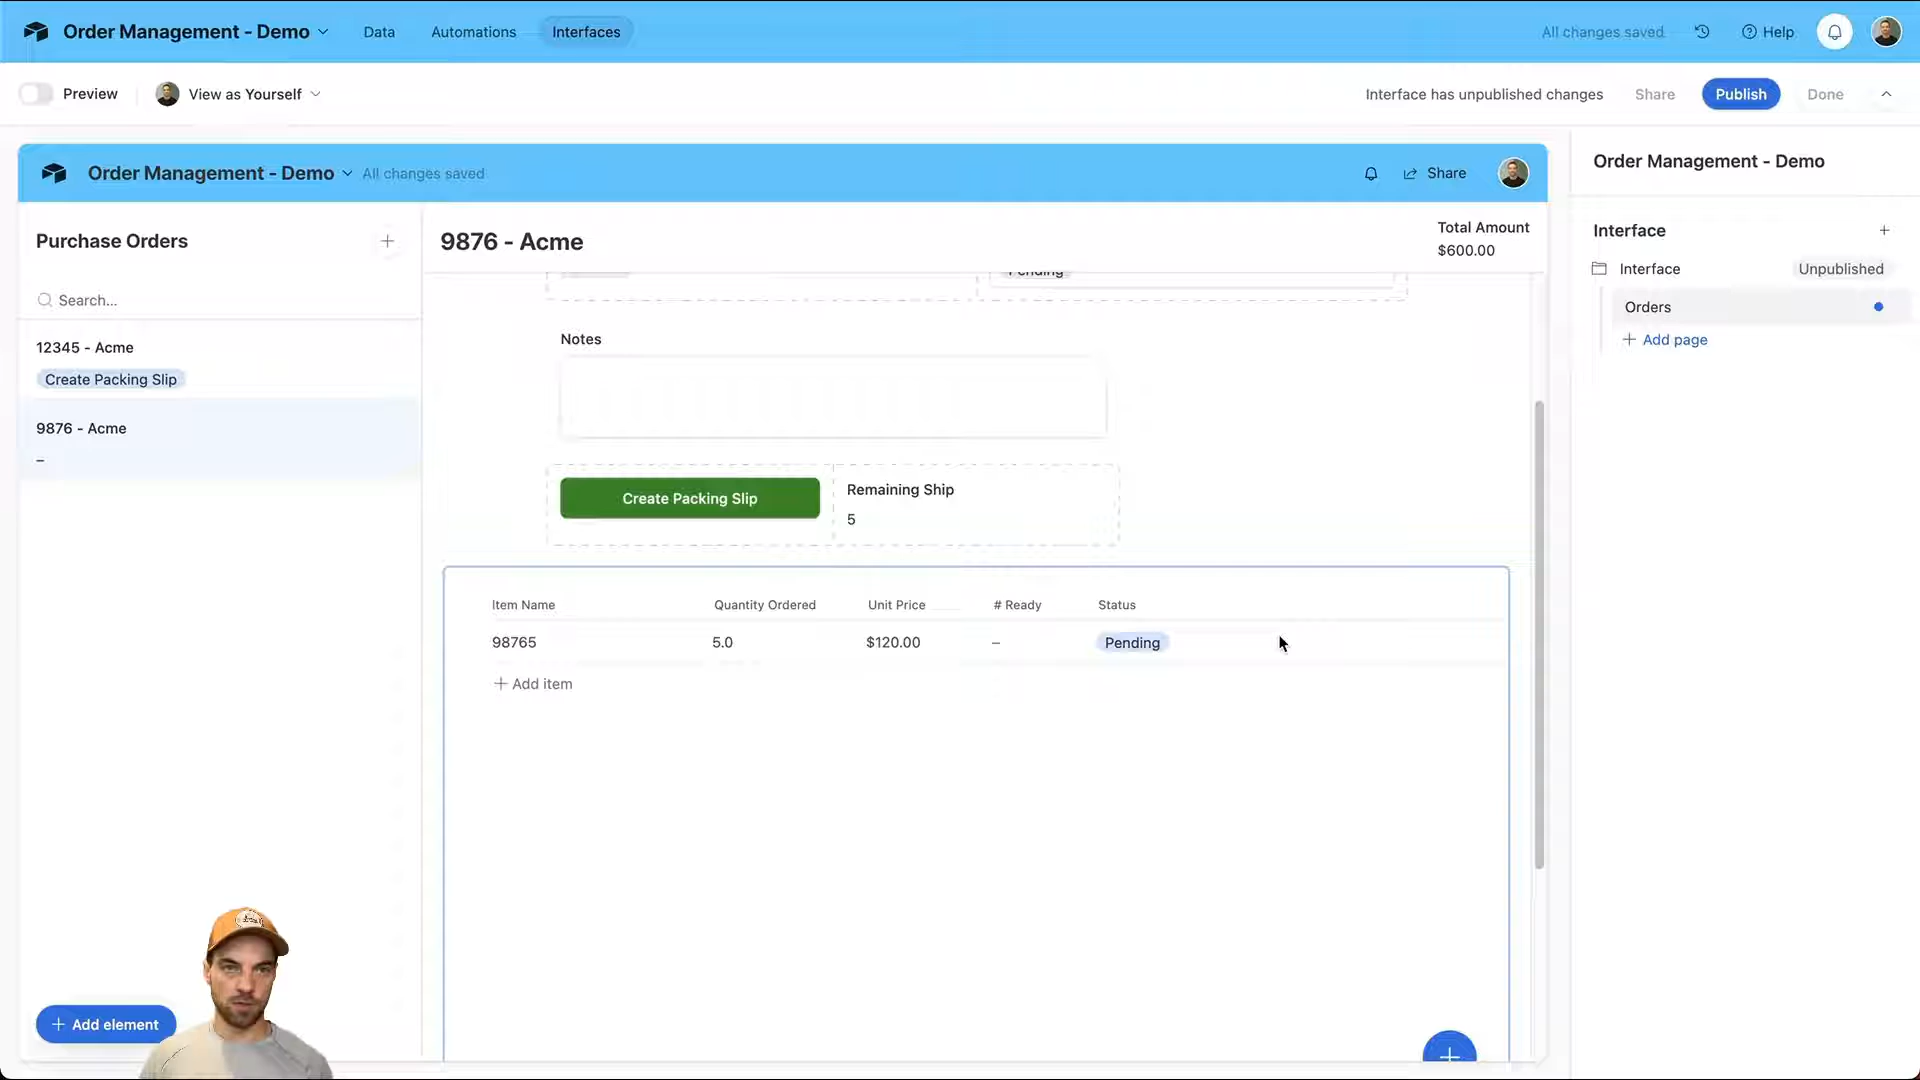 Order Management - Demo
Data
Automations
Interfaces
All changes saved
Help
Preview
View as Yourself
Interface has unpublished changes
Share
Publish
Done
Order Management - Demo
All changes saved
Share
Order Management - Demo
Purchase Orders
9876 - Acme
Total Amount
$600.00
Interface
Search...
Pending
Interface
Unpublished
Orders
Add page
12345 - Acme
Create Packing Slip
9876 - Acme
–
Notes
Create Packing Slip
Remaining Ship
5
Item Name
Quantity Ordered
Unit Price
# Ready
Status
98765
5.0
$120.00
–
Pending
+ Add item
+ Add element